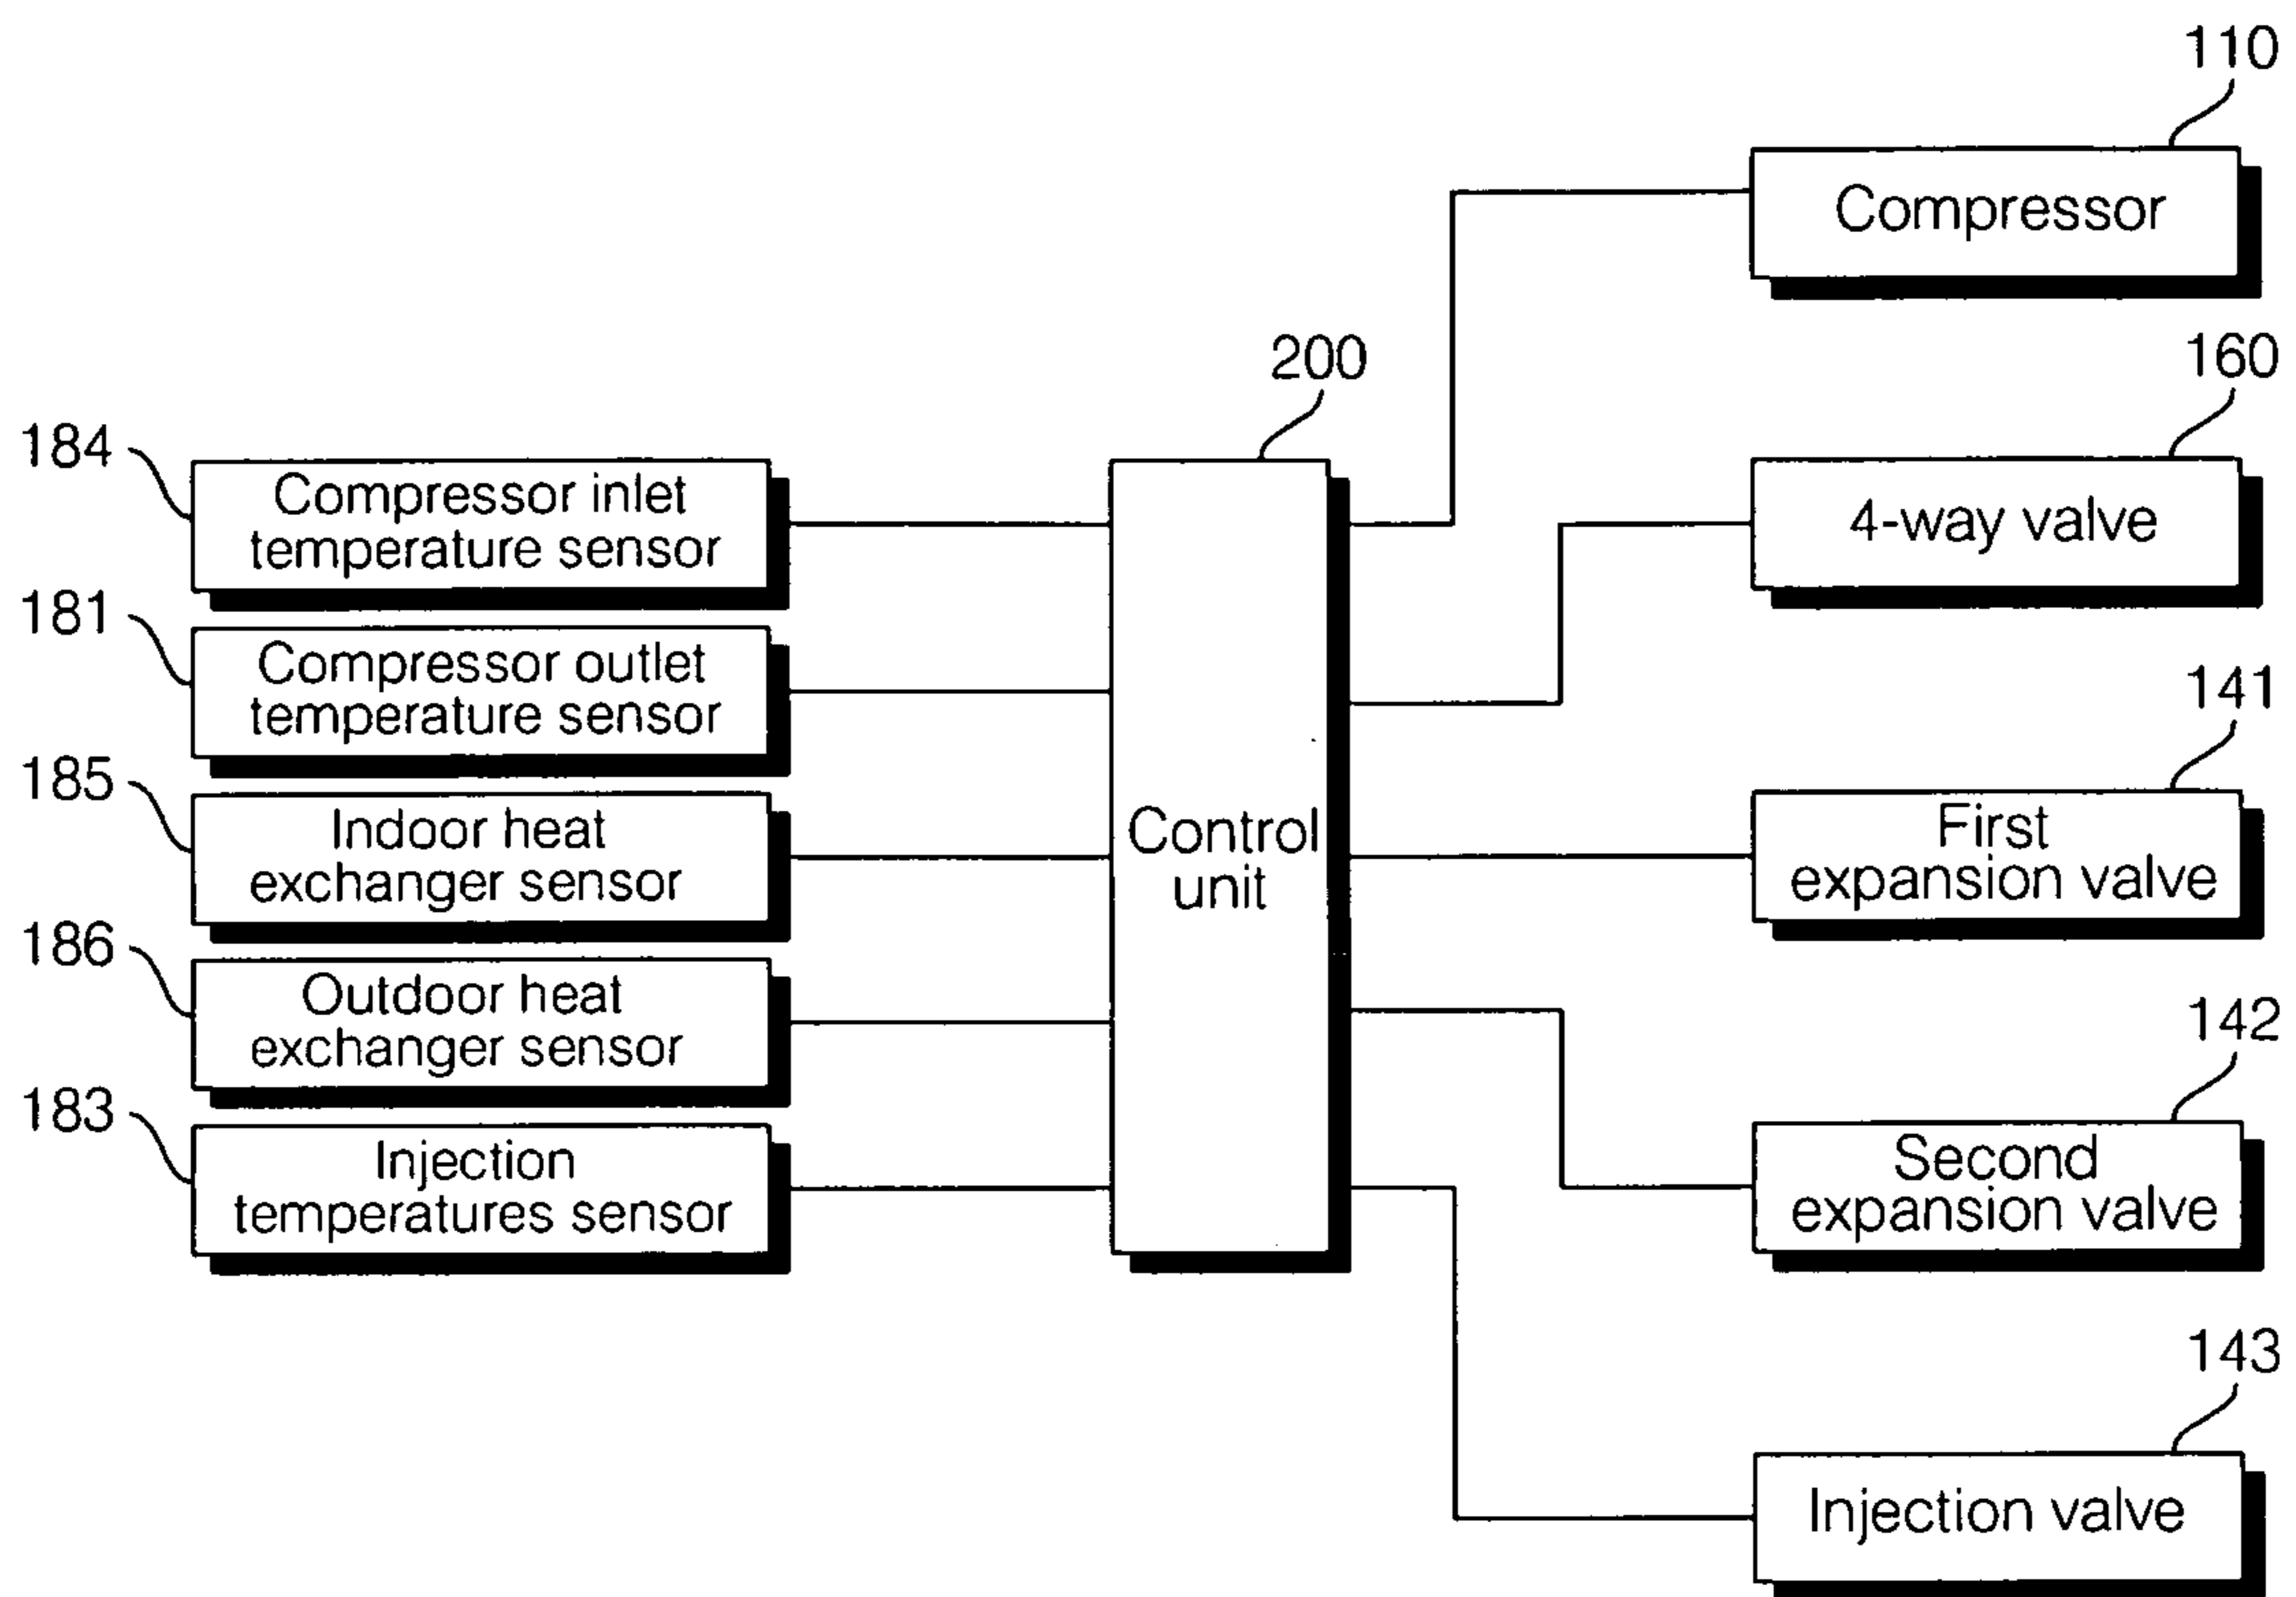 110
Compressor
200
160
4-way valve
184
Compressor inlet
temperature sensor
181
Compressor outlet
temperature sensor
185
Indoor heat
exchanger sensor
186
Outdoor heat
exchanger sensor
183
Injection
temperatures sensor
Control
unit
141
First
expansion valve
142
Second
expansion valve
143
Injection valve